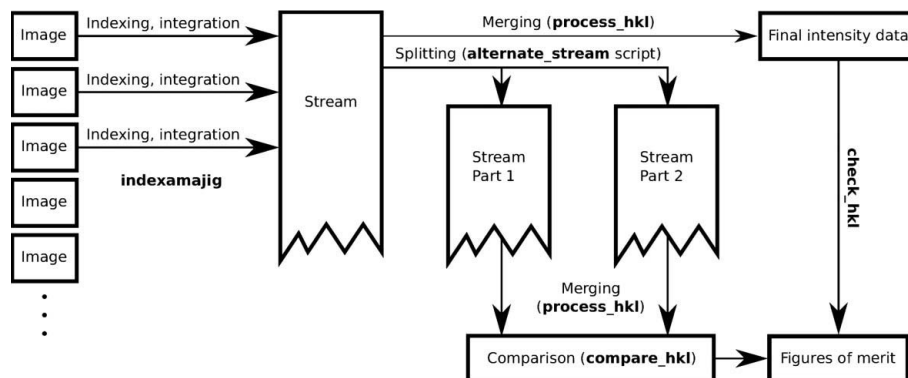 Image
Indexing, integration
Image
Indexing, integration
Image
Indexing, integration
indexamajig
Image
Image
Stream
Merging (process_hkl)
Splitting (alternate_stream script)
Final intensity data
Stream
Part 1
Stream
Part 2
check_hkl
Merging
(process_hkl)
Comparison (compare_hkl)
Figures of merit